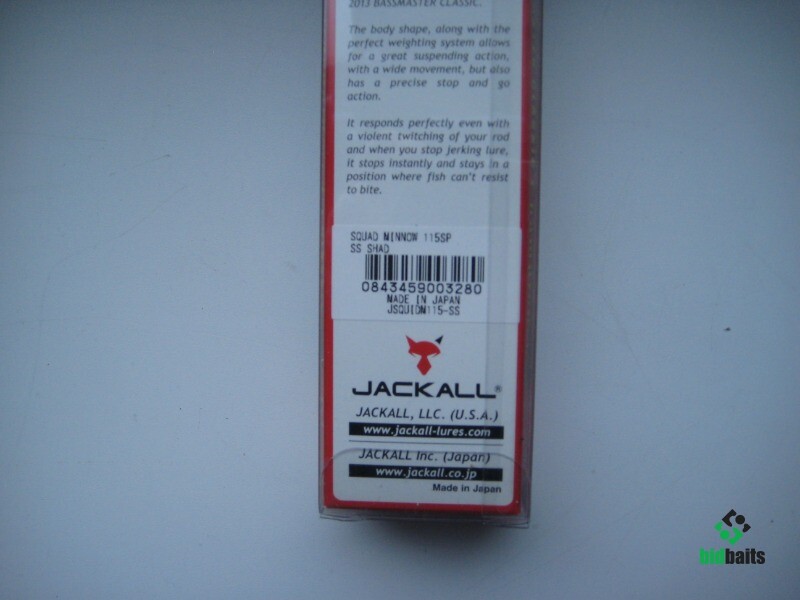 2013 BASSMASTER CLASSIC.
The body shape, along with the
perfect weighting system allows
for a great suspending action,
with a wide movement, but also
has a precise stop and go
action.
It responds perfectly even with
a violent twitching of your rod
and when you stop jerking lure,
it stops instantly and stays in a
position where fish can't resist
to bite.
SQUAD MINNOW 115SP
SS SHAD
0843459003280
MADE IN JAPAN
JSQUIDM115-SS
JACKALL®
JACKALL, LLC. (U.S.A.)
www.jackall-lures.com
JACKALL Inc. (Japan)
www.jackall.co.jp
Made in Japan
bidbaits